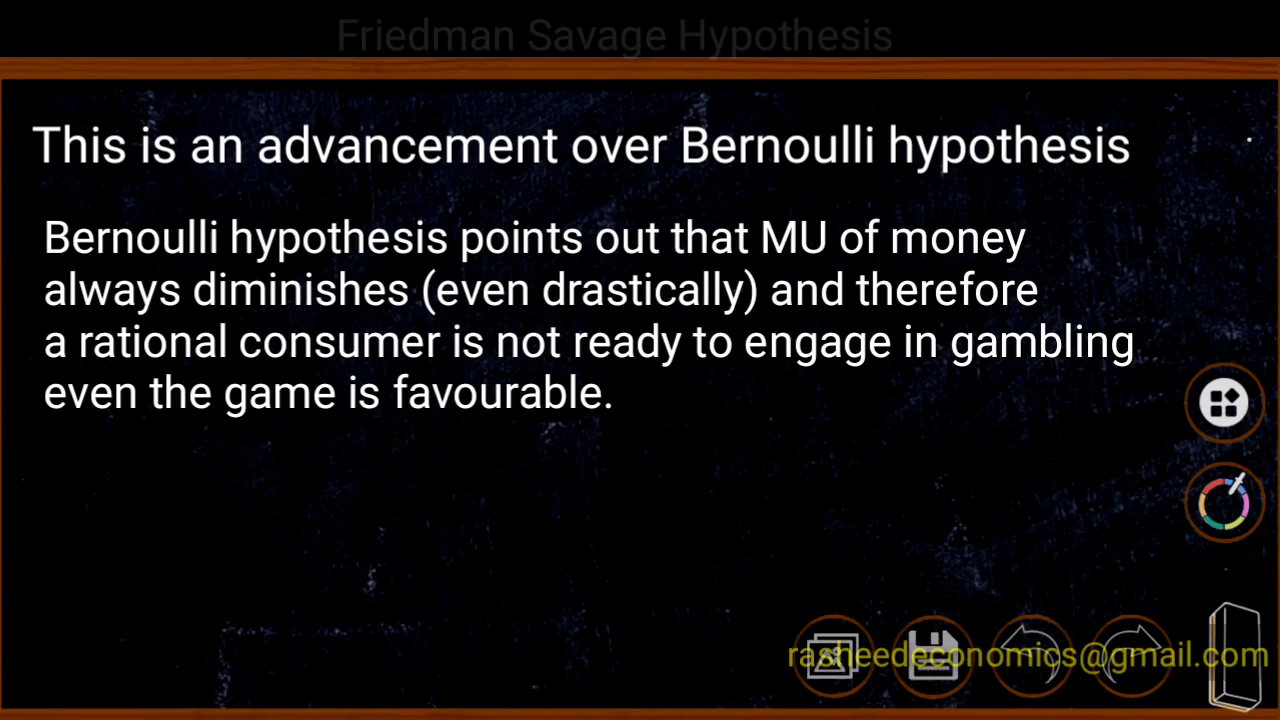 Friedman Savage Hypothesis
This is an advancement over Bernoulli hypothesis
Bernoulli hypothesis points out that MU of money
always diminishes (even drastically) and therefore
a rational consumer is not ready to engage in gambling
even the game is favourable.
rasheedeconomics@gmail.com